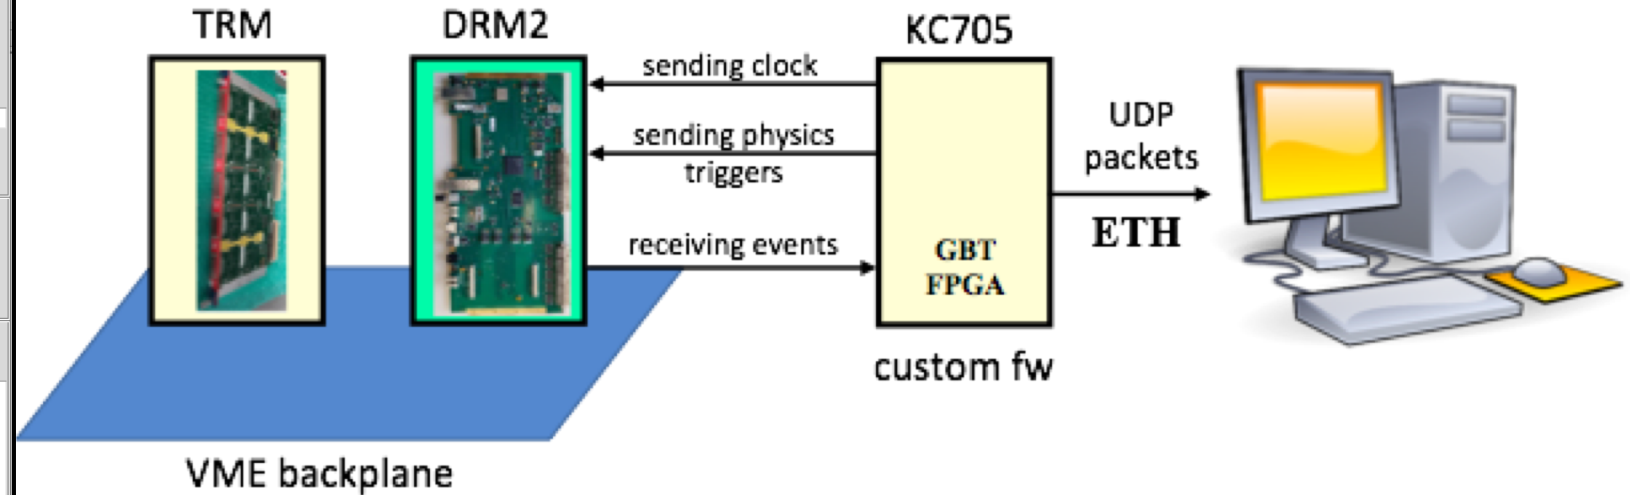 TRM
DRM2
KC705
sending clock
sending physics
triggers
receiving events
GBT
FPGA
custom fw
UDP
packets
ETH
VME backplane